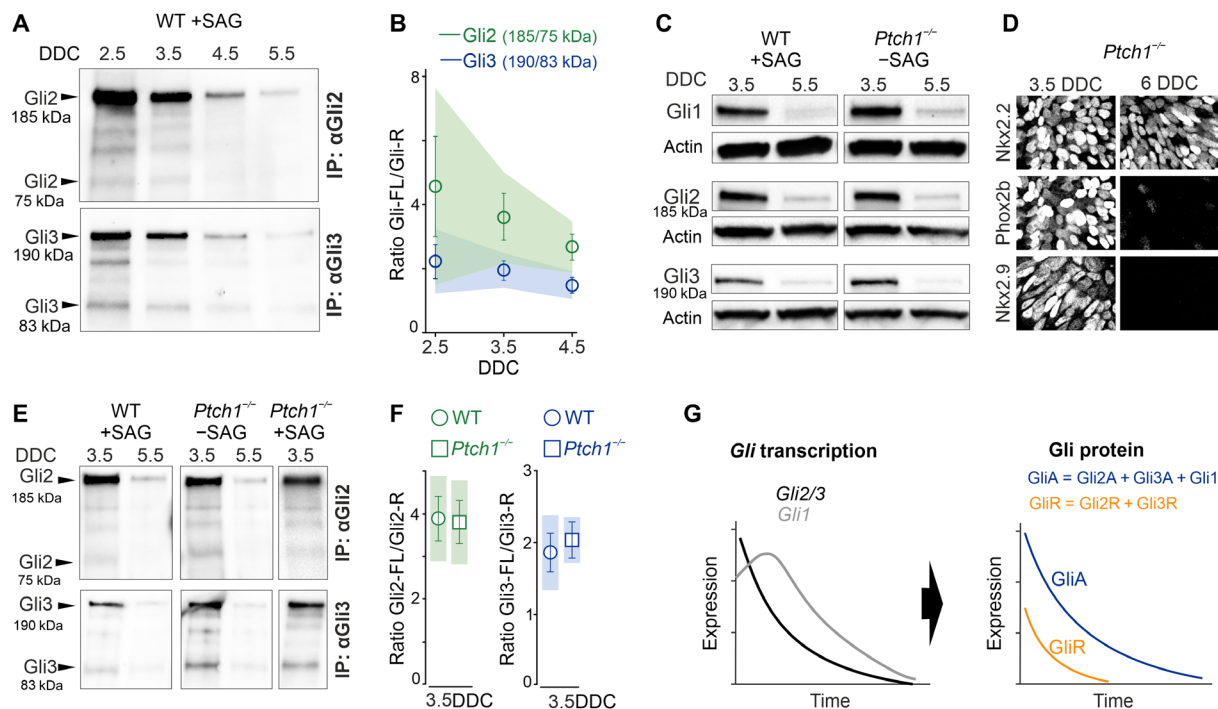 A
WT +SAG
DDC 2.5 3.5 4.5 5.5
Gli2
185 kDa
Gli2
75 kDa
IP: αGli2
Gli3
190 kDa
Gli3
83 kDa
IP: αGli3
B
Gli2 (185/75 kDa)
Gli3 (190/83 kDa)
Ratio Gli-FL/Gli-R
8
4
0
2.5 3.5 4.5
DDC
C
WT
+SAG
Ptch1⁻/⁻
−SAG
DDC
3.5 5.5 3.5 5.5
Gli1
Actin
Gli2
185 kDa
Actin
Gli3
190 kDa
Actin
D
Ptch1⁻/⁻
3.5 DDC 6 DDC
Nkx2.2
Phox2b
Nkx2.9
E
WT
+SAG
Ptch1⁻/⁻
−SAG
Ptch1⁻/⁻
+SAG
DDC 3.5 5.5 3.5 5.5 3.5
Gli2
185 kDa
Gli2
75 kDa
IP: αGli2
Gli3
190 kDa
Gli3
83 kDa
IP: αGli3
F
WT
Ptch1⁻/⁻
Ratio Gli2-FL/Gli2-R
4
2
0
3.5DDC
WT
Ptch1⁻/⁻
Ratio Gli3-FL/Gli3-R
3
2
1
0
3.5DDC
G
Gli transcription
Gli2/3
Gli1
Expression
Time
Gli protein
GliA = Gli2A + Gli3A + Gli1
GliR = Gli2R + Gli3R
GliA
GliR
Expression
Time